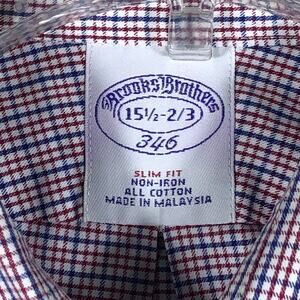 Brooks Brothers
15½-2/3
346
SLIM FIT
NON-IRON
ALL COTTON
MADE IN MALAYSIA